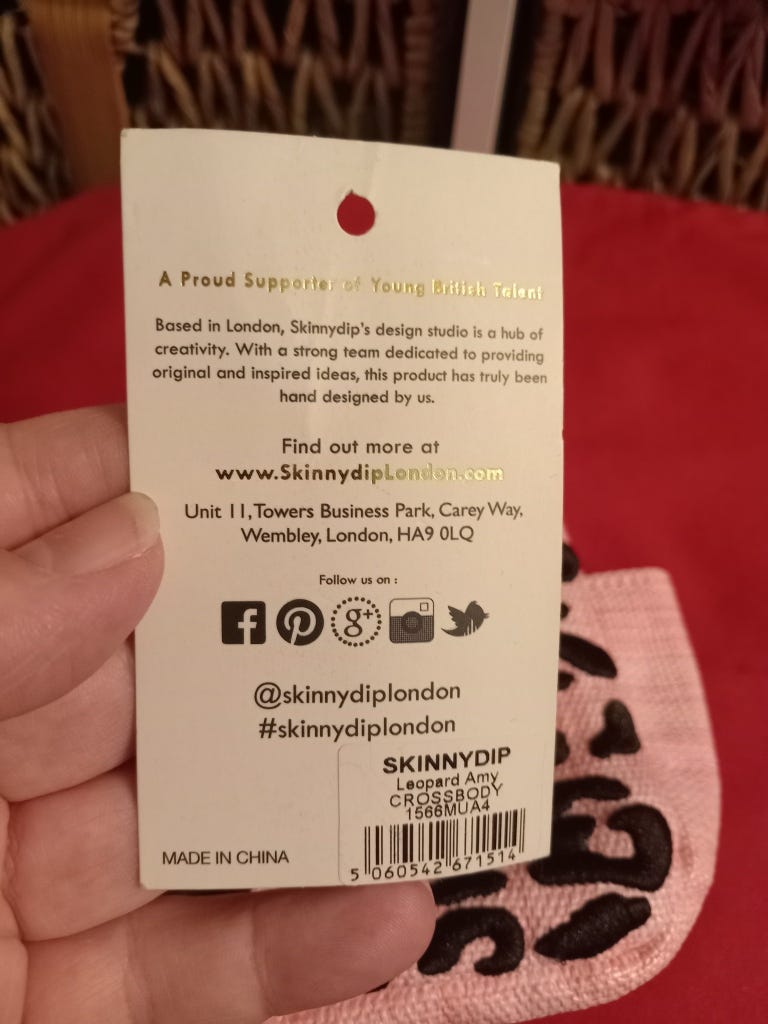 A Proud Supporter of Young British Talent
Based in London, Skinnydip's design studio is a hub of
creativity. With a strong team dedicated to providing
original and inspired ideas, this product has truly been
hand designed by us.
Find out more at
www.SkinnydipLondon.com
Unit 11, Towers Business Park, Carey Way,
Wembley, London, HA9 0LQ
Follow us on :
g+
@skinnydiplondon
#skinnydiplondon
SKINNYDIP
Leopard Amy
CROSSBODY
1566MUA4
5 060542 671514
MADE IN CHINA